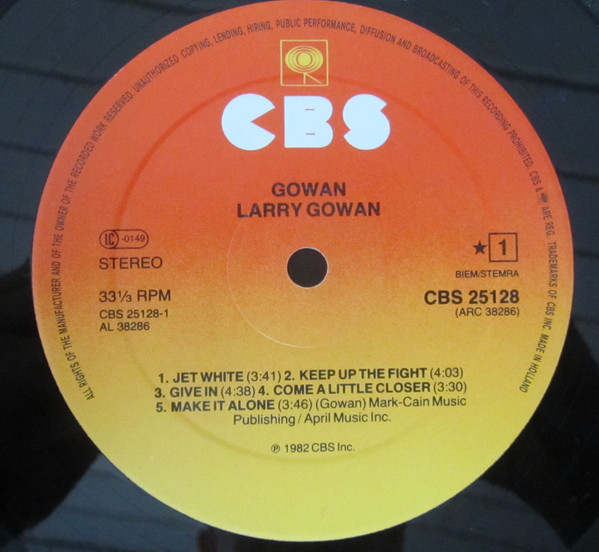 ALL RIGHTS OF THE MANUFACTURER AND OF THE OWNER OF THE RECORDED WORK RESERVED. UNAUTHORIZED COPYING, LENDING, HIRING, PUBLIC PERFORMANCE, DIFFUSION AND BROADCASTING OF THIS RECORDING PROHIBITED. CBS & ARE REG. TRADEMARKS OF CBS INC. MADE IN HOLLAND
CBS
GOWAN
LARRY GOWAN
IC -0149
STEREO
★ 1
BIEM/STEMRA
33⅓ RPM
CBS 25128-1
AL 38286
CBS 25128
(ARC 38286)
1. JET WHITE (3:41) 2. KEEP UP THE FIGHT (4:03)
3. GIVE IN (4:38) 4. COME A LITTLE CLOSER (3:30)
5. MAKE IT ALONE (3:46) (Gowan) Mark-Cain Music
Publishing / April Music Inc.
℗ 1982 CBS Inc.